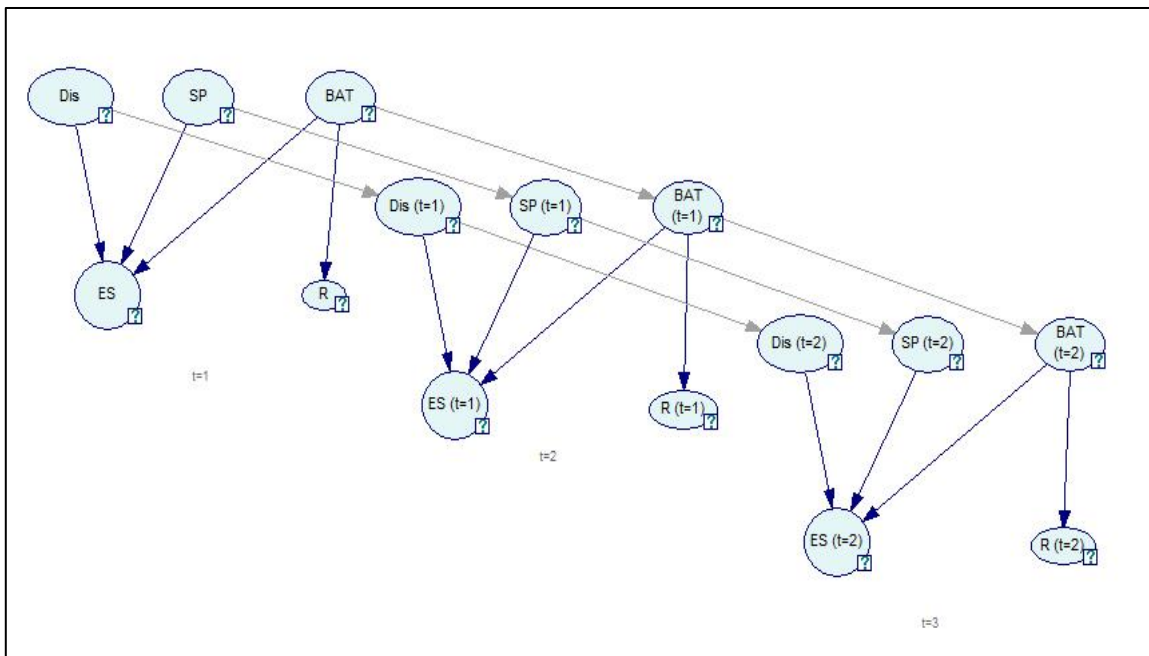 Dis
?
SP
?
BAT
?
ES
?
R
?
t=1
Dis (t=1)
?
SP (t=1)
?
BAT
(t=1)
?
ES (t=1)
?
R (t=1)
?
t=2
Dis (t=2)
?
SP (t=2)
?
BAT
(t=2)
?
ES (t=2)
?
R (t=2)
?
t=3